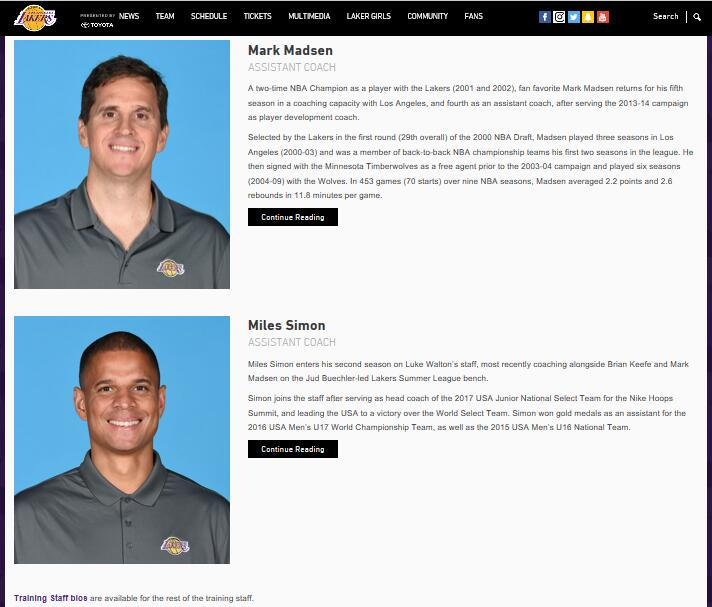 LAKERS
PRESENTED BY
TOYOTA
NEWS TEAM SCHEDULE TICKETS MULTIMEDIA LAKER GIRLS COMMUNITY FANS
Search
Mark Madsen
ASSISTANT COACH
A two-time NBA Champion as a player with the Lakers (2001 and 2002), fan favorite Mark Madsen returns for his fifth
season in a coaching capacity with Los Angeles, and fourth as an assistant coach, after serving the 2013-14 campaign
as player development coach.
Selected by the Lakers in the first round (29th overall) of the 2000 NBA Draft, Madsen played three seasons in Los
Angeles (2000-03) and was a member of back-to-back NBA championship teams his first two seasons in the league. He
then signed with the Minnesota Timberwolves as a free agent prior to the 2003-04 campaign and played six seasons
(2004-09) with the Wolves. In 453 games (70 starts) over nine NBA seasons, Madsen averaged 2.2 points and 2.6
rebounds in 11.8 minutes per game.
Continue Reading
LAKERS
Miles Simon
ASSISTANT COACH
Miles Simon enters his second season on Luke Walton's staff, most recently coaching alongside Brian Keefe and Mark
Madsen on the Jud Buechler-led Lakers Summer League bench.
Simon joins the staff after serving as head coach of the 2017 USA Junior National Select Team for the Nike Hoops
Summit, and leading the USA to a victory over the World Select Team. Simon won gold medals as an assistant for the
2016 USA Men's U17 World Championship Team, as well as the 2015 USA Men's U16 National Team.
Continue Reading
LAKERS
Training Staff bios are available for the rest of the training staff.